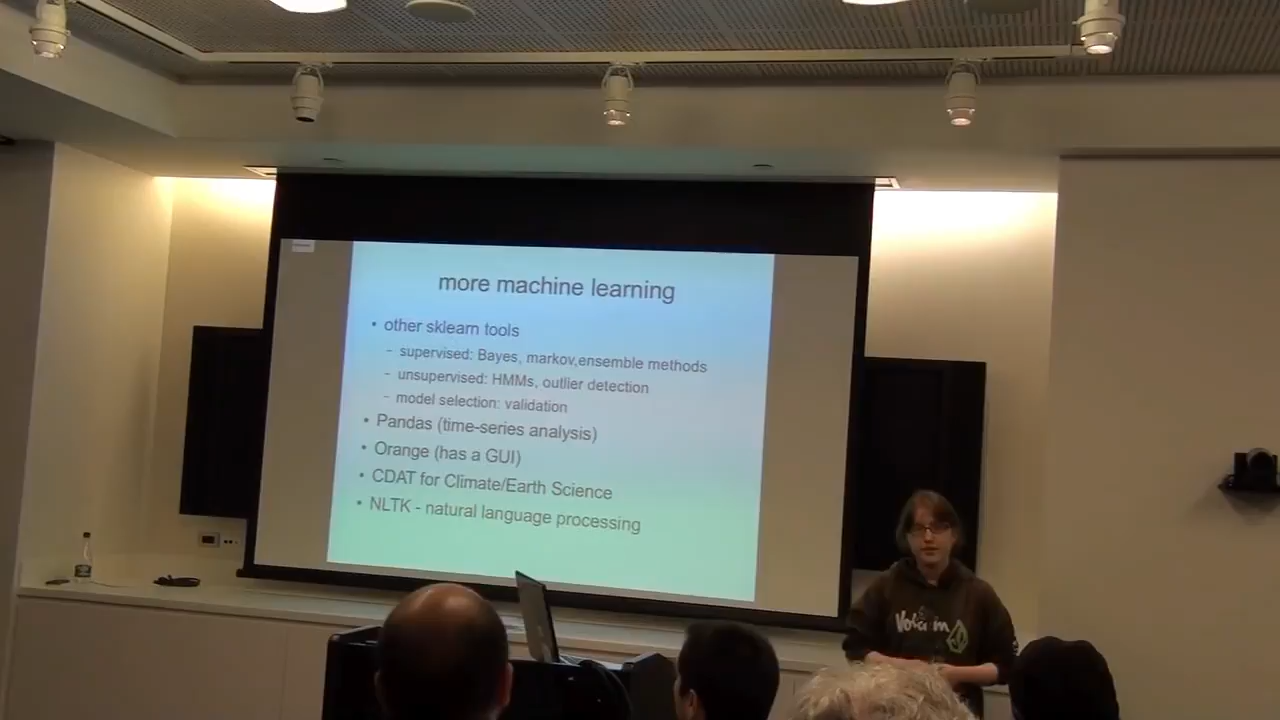 more machine learning
• other sklearn tools
- supervised: Bayes, markov,ensemble methods
- unsupervised: HMMs, outlier detection
- model selection: validation
• Pandas (time-series analysis)
• Orange (has a GUI)
• CDAT for Climate/Earth Science
• NLTK - natural language processing
Volcom